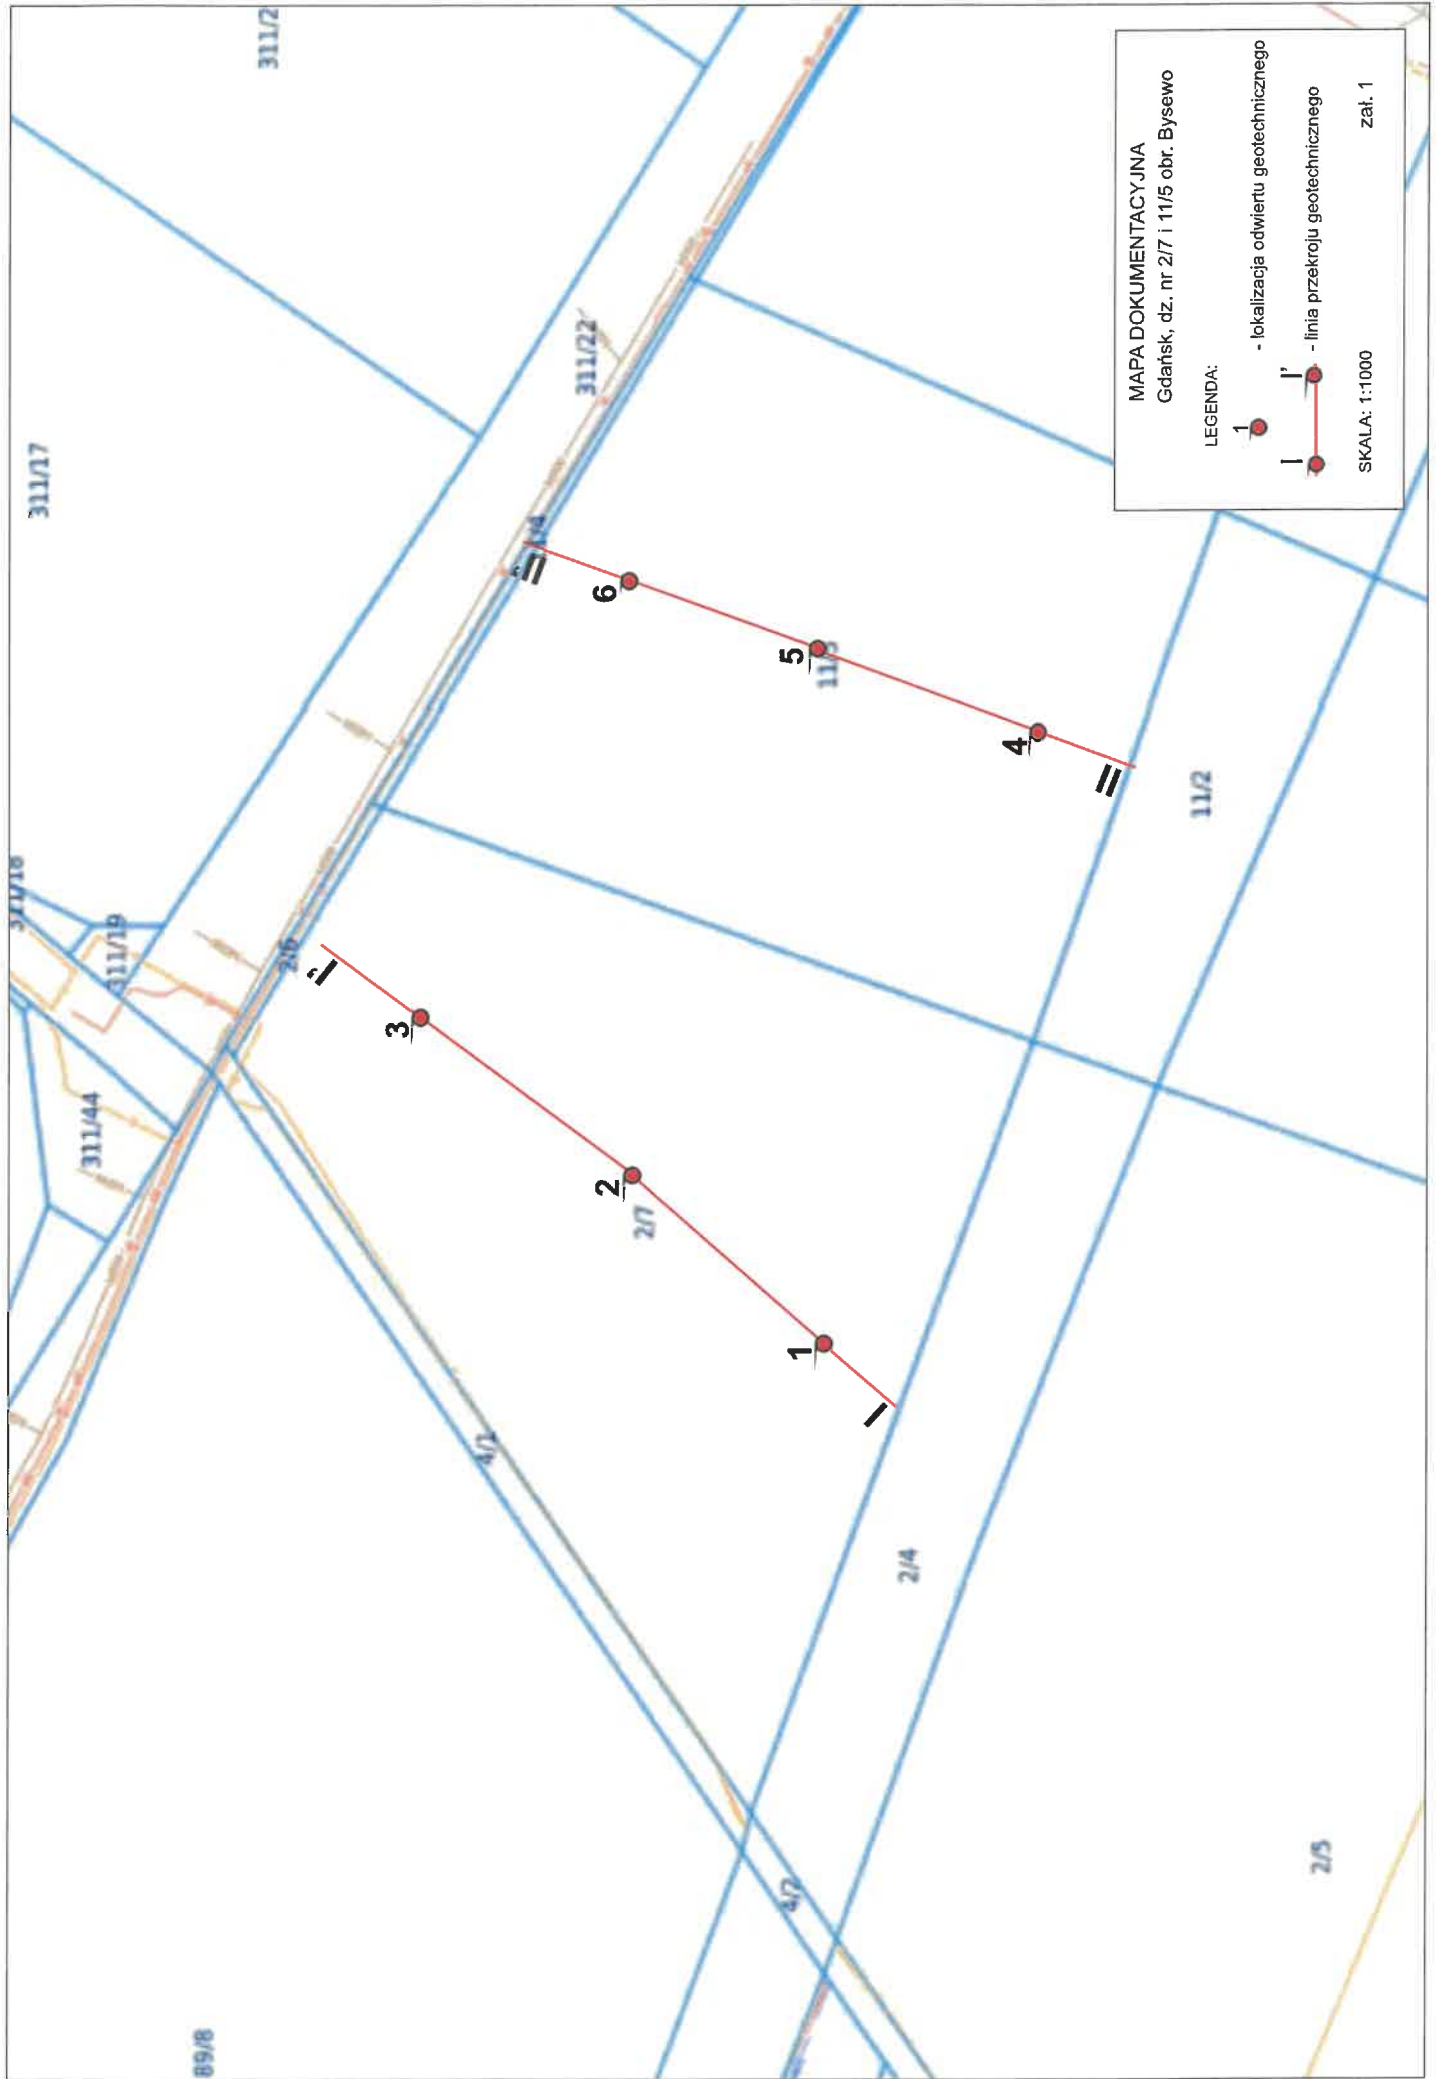 311/2
311/17
311/22
311/19
2/6
311/44
4/1
4/2
89/8
2/7
2/4
2/5
11/2
1
2
3
4
5
6
I
I'
II
II'
MAPA DOKUMENTACYJNA
Gdańsk, dz. nr 2/7 i 11/5 obr. Bysewo
LEGENDA:
1 - lokalizacja odwiertu geotechnicznego
I I' - linia przekroju geotechnicznego
SKALA: 1:1000 zał. 1